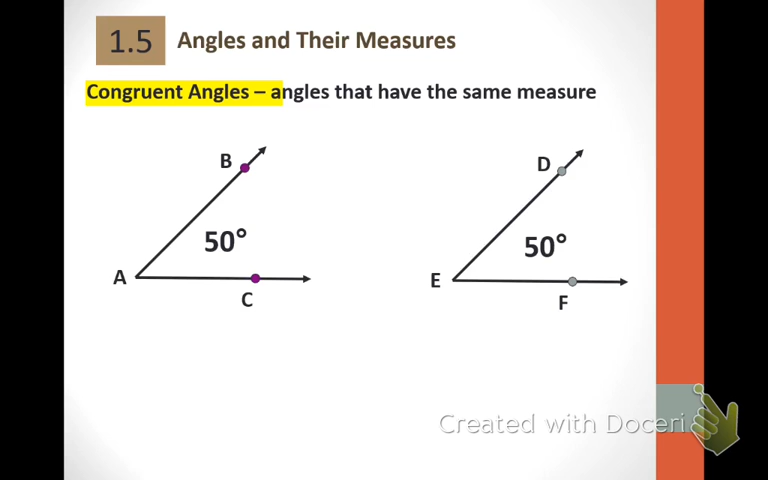 1.5 Angles and Their Measures
Congruent Angles – angles that have the same measure
B
D
50°
50°
A
E
C
F
Created with Doceri